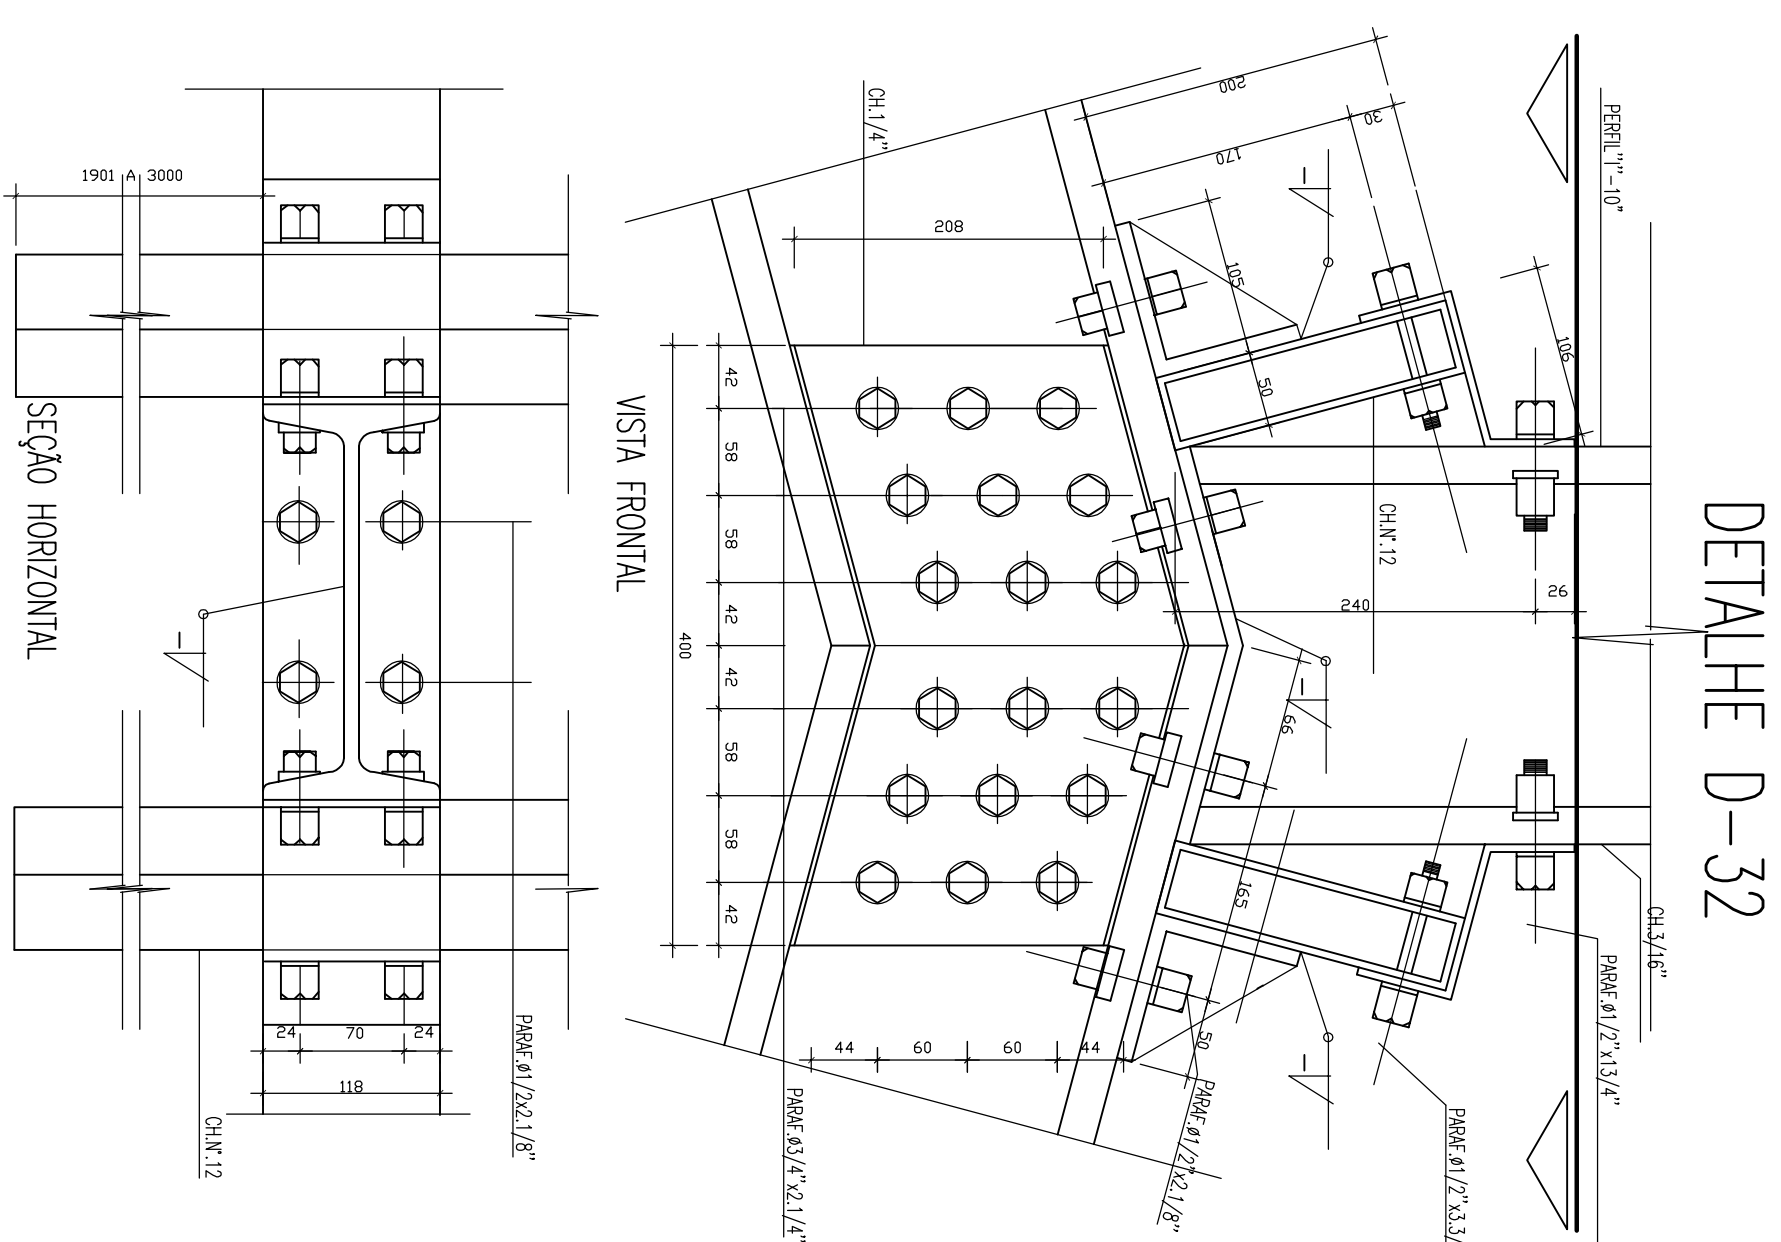 DETALHE D-32
PERFIL"I"-10"
CH.1/4"
200
30
170
105
50
106
208
CH.N°.12
26
240
42
58
58
42
42
58
58
42
400
66
165
50
44
60
60
44
CH.3/16"
PARAF.ø1/2"x13/4"
PARAF.ø1/2"x3.3/
PARAF.ø1/2"x2.1/8"
PARAF.ø3/4"x2.1/4"
VISTA FRONTAL
1901 A 3000
24
70
24
118
PARAF.ø1/2x2.1/8"
CH.N°.12
SEÇÃO HORIZONTAL